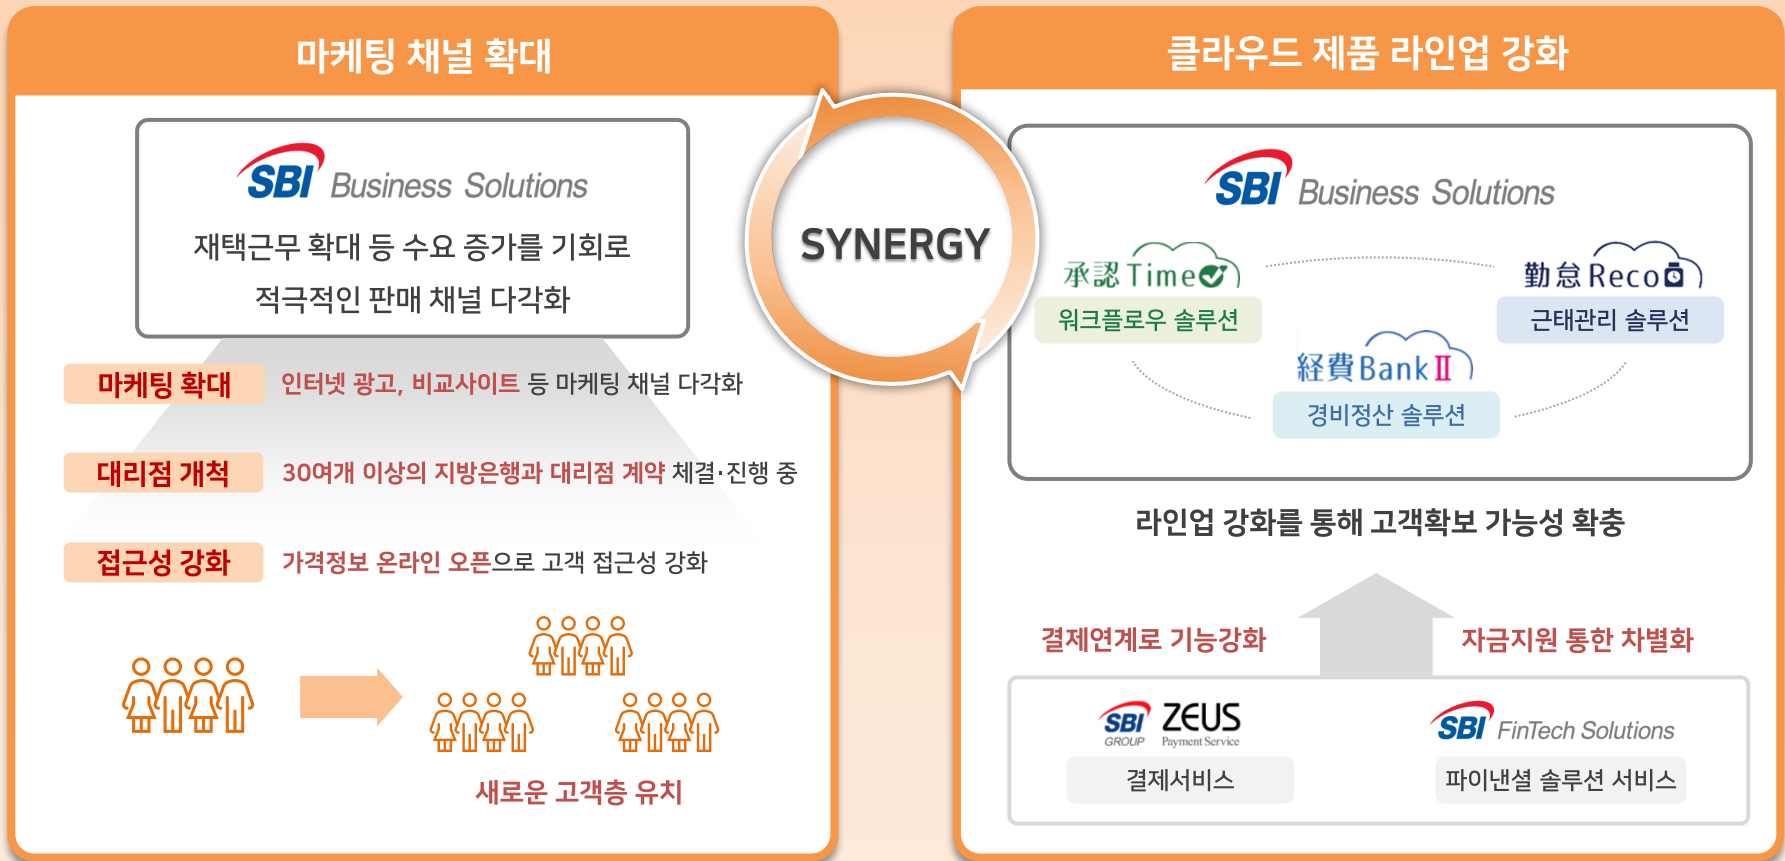 마케팅 채널 확대
SBI Business Solutions
재택근무 확대 등 수요 증가를 기회로
적극적인 판매 채널 다각화
마케팅 확대
인터넷 광고, 비교사이트 등 마케팅 채널 다각화
대리점 개척
30여개 이상의 지방은행과 대리점 계약 체결·진행 중
접근성 강화
가격정보 온라인 오픈으로 고객 접근성 강화
새로운 고객층 유치
SYNERGY
클라우드 제품 라인업 강화
SBI Business Solutions
承認Time
워크플로우 솔루션
勤怠Reco
근태관리 솔루션
経費BankⅡ
경비정산 솔루션
라인업 강화를 통해 고객확보 가능성 확충
결제연계로 기능강화
자금지원 통한 차별화
SBI GROUP
ZEUS
Payment Service
결제서비스
SBI FinTech Solutions
파이낸셜 솔루션 서비스